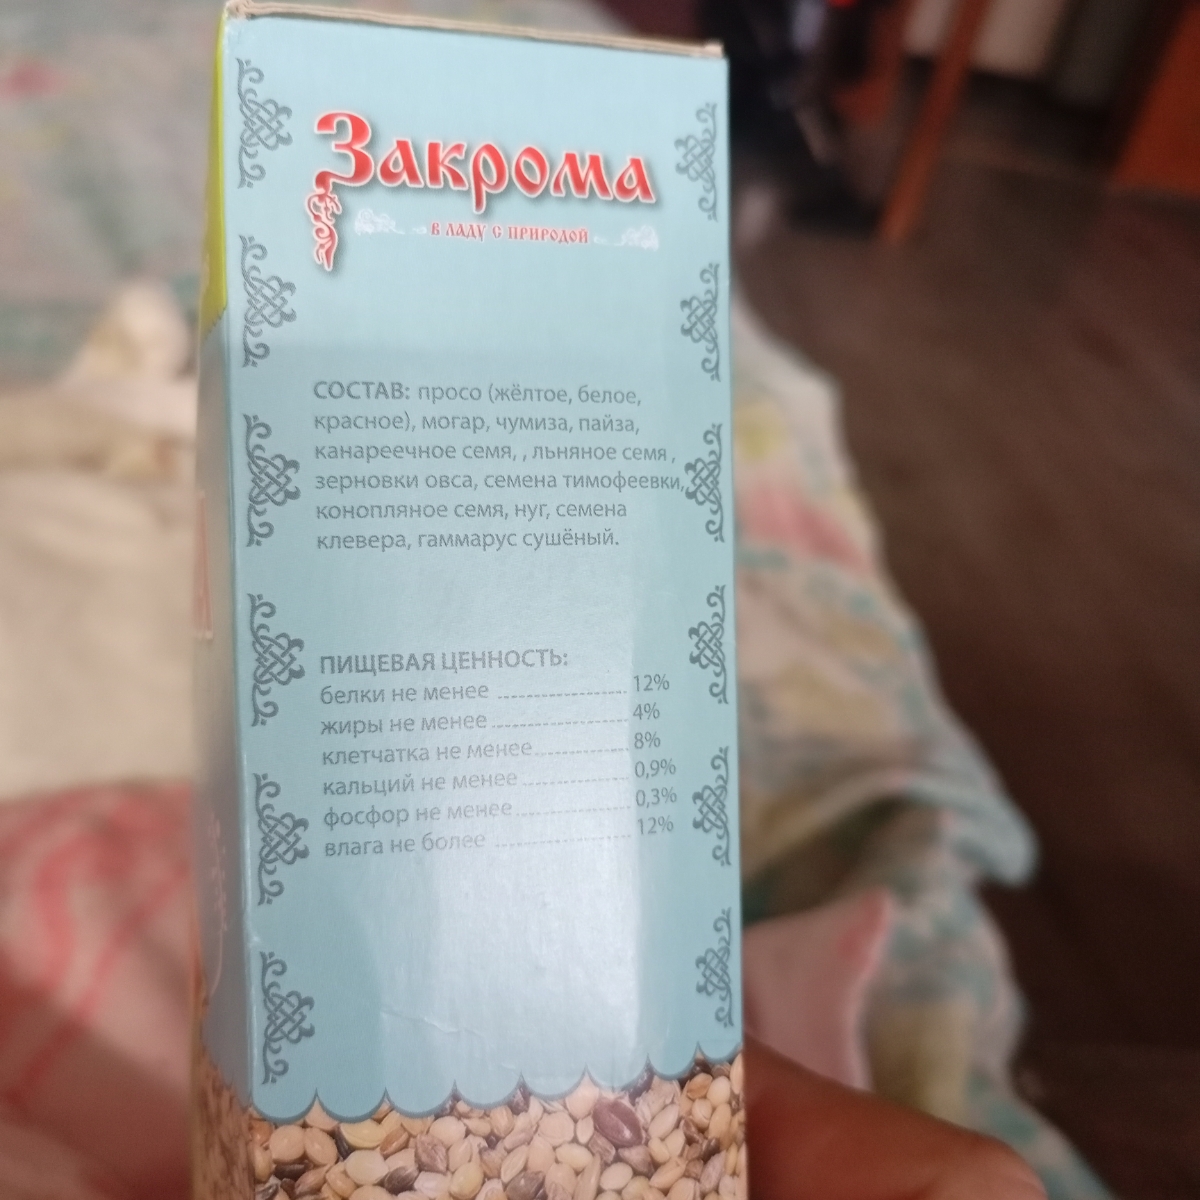 Закрома
в ладу с природой
СОСТАВ: просо (жёлтое, белое,
красное), могар, чумиза, пайза,
канареечное семя, , льняное семя ,
зерновки овса, семена тимофеевки,
конопляное семя, нуг, семена
клевера, гаммарус сушёный.
ПИЩЕВАЯ ЦЕННОСТЬ:
белки не менее ........................ 12%
жиры не менее ........................ 4%
клетчатка не менее ................ 8%
кальций не менее .................. 0,9%
фосфор не менее .................... 0,3%
влага не более ........................ 12%